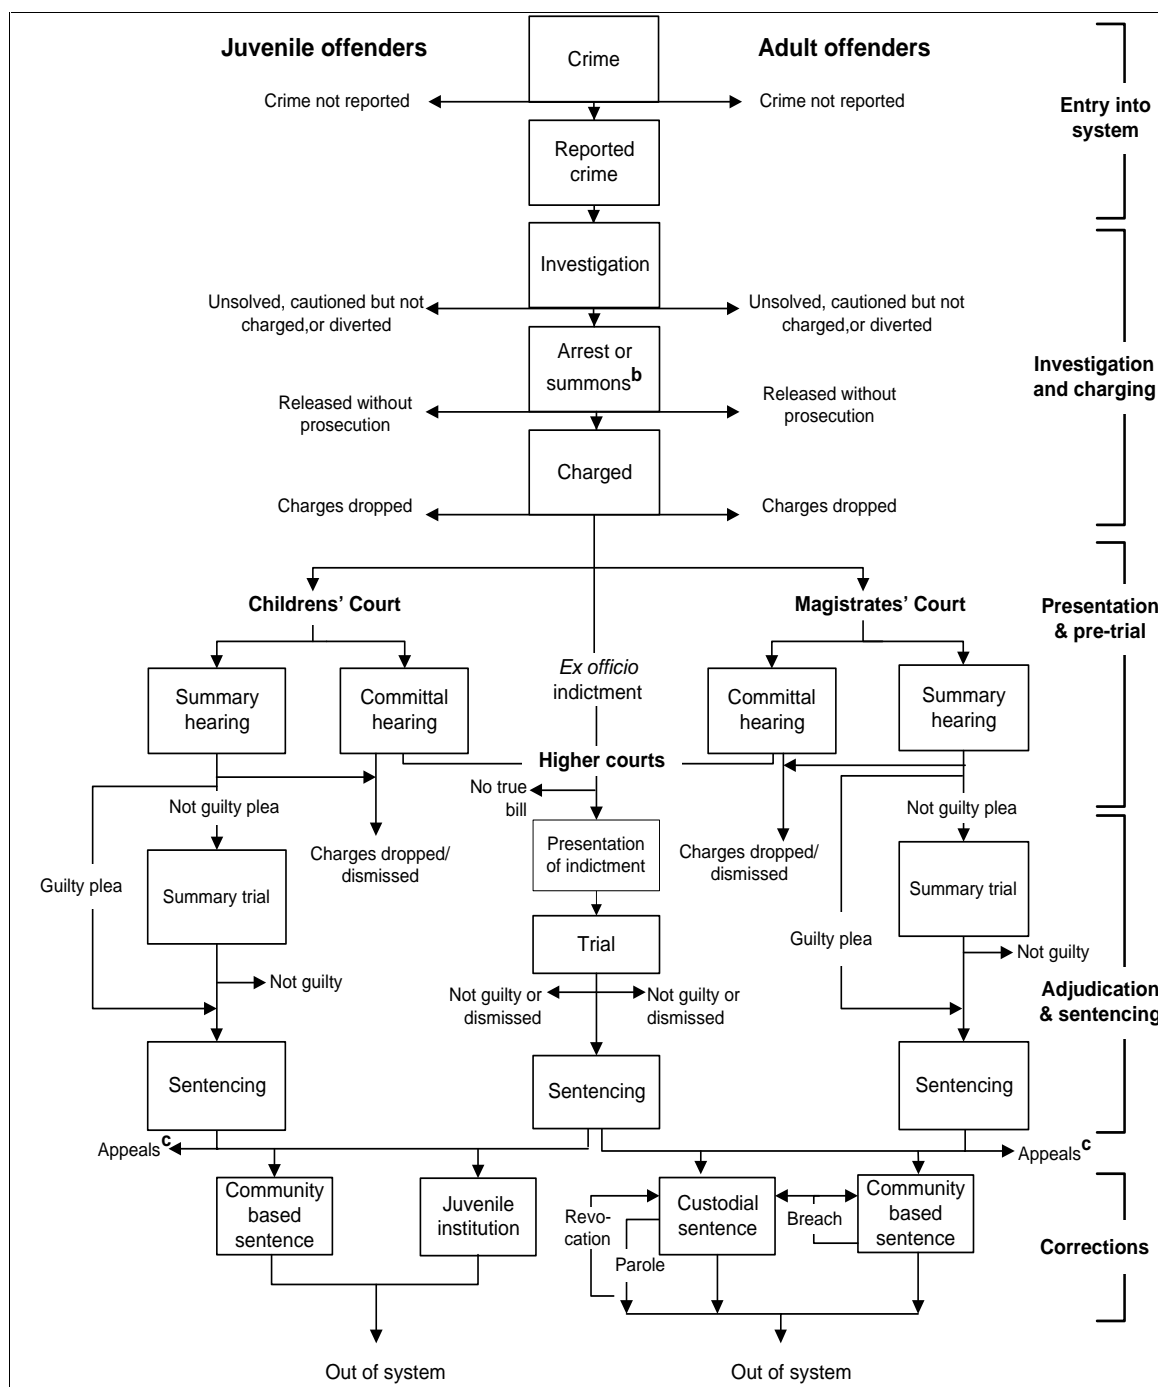 Juvenile offenders
Adult offenders
Crime
Crime not reported
Crime not reported
Entry into
system
Reported
crime
Investigation
Unsolved, cautioned but not
charged,or diverted
Unsolved, cautioned but not
charged,or diverted
Arrest or
summons b
Investigation
and charging
Released without
prosecution
Released without
prosecution
Charged
Charges dropped
Charges dropped
Childrens’ Court
Magistrates’ Court
Presentation
& pre-trial
Ex officio
indictment
Summary
hearing
Committal
hearing
Committal
hearing
Summary
hearing
Higher courts
No true
bill
Not guilty plea
Not guilty plea
Presentation
of indictment
Charges dropped/
dismissed
Charges dropped/
dismissed
Guilty plea
Summary trial
Summary trial
Trial
Guilty plea
Not guilty
Not guilty
Not guilty or
dismissed
Not guilty or
dismissed
Adjudication
& sentencing
Sentencing
Sentencing
Sentencing
Appeals c
Appeals c
Community
based
sentence
Juvenile
institution
Revo-
cation
Custodial
sentence
Breach
Community
based
sentence
Parole
Corrections
Out of system
Out of system